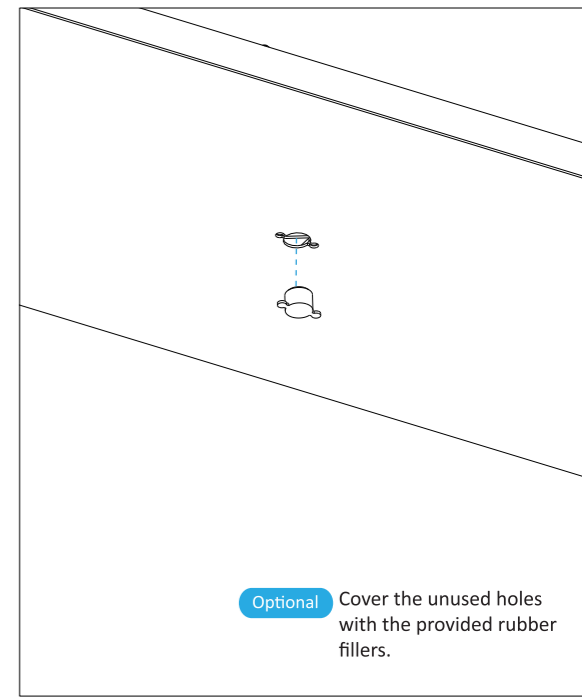 Optional Cover the unused holes
with the provided rubber
fillers.